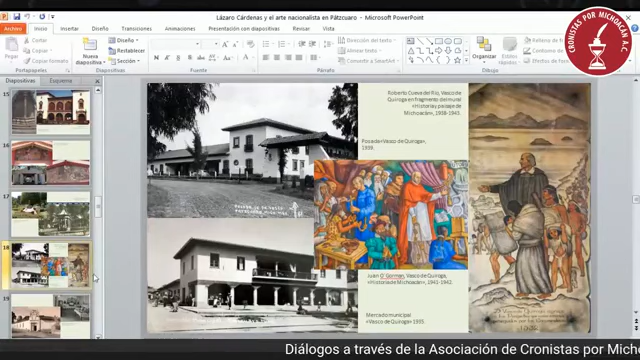 Lázaro Cárdenas y el arte nacionalista en Pátzcuaro - Microsoft PowerPoint
Archivo
Inicio
Insertar
Diseño
Transiciones
Animaciones
Presentación con diapositivas
Revisar
Vista
Pegar
Cortar
Copiar
Copiar formato
Portapapeles
Nueva diapositiva
Diseño
Restablecer
Sección
Diapositivas
Fuente
Párrafo
Dirección del texto
Alinear texto
Convertir a SmartArt
Organizar
Estilos rápidos
Dibujo
Diapositivas
Esquema
15
16
17
18
19
Roberto Cueva del Río, Vasco de
Quiroga en fragmento del mural
«Historia y paisaje de
Michoacán», 1938-1943.
Posada «Vasco de Quiroga»,
1939.
Juan O´Gorman, Vasco de Quiroga,
«Historia de Michoacán», 1941-1942.
Mercado municipal
«Vasco de Quiroga» 1935.
CRONISTAS POR MICHOACÁN A.C.
Diálogos a través de la Asociación de Cronistas por Micho